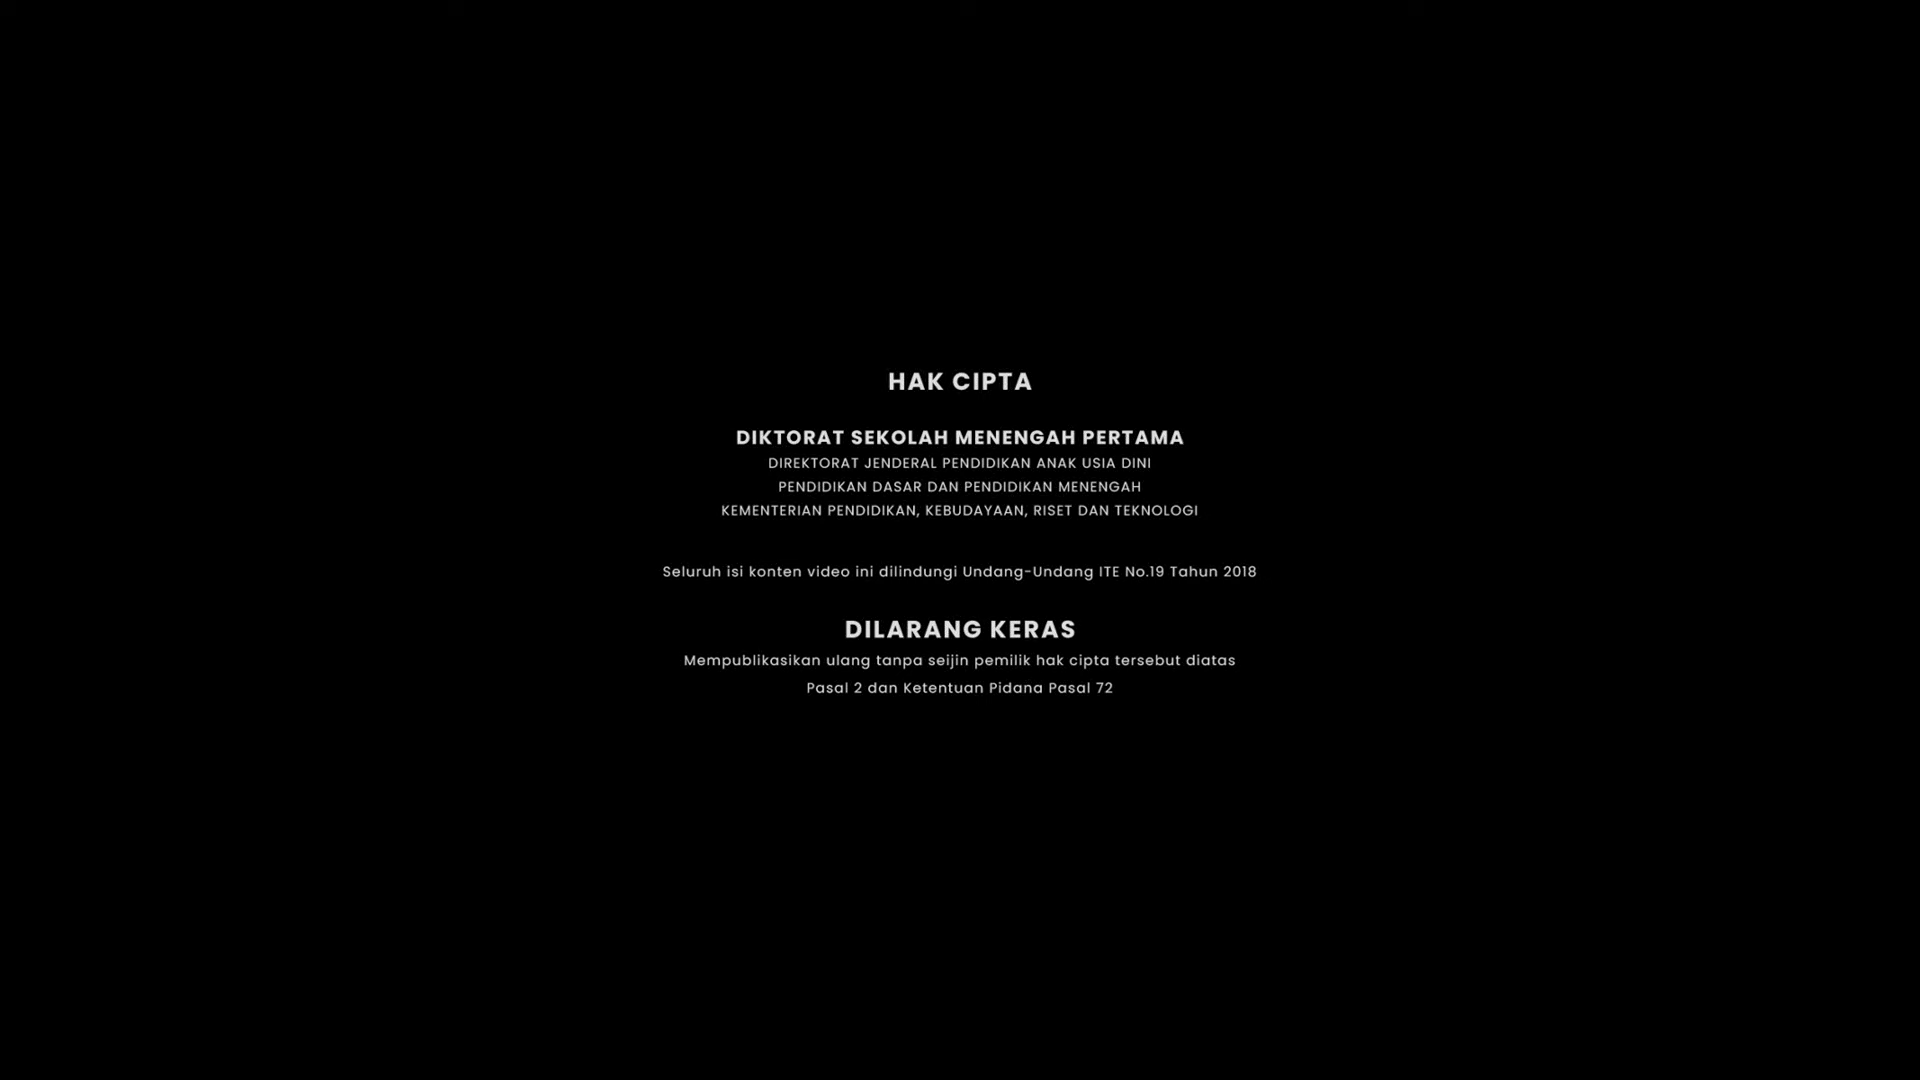 HAK CIPTA
DIKTORAT SEKOLAH MENENGAH PERTAMA
DIREKTORAT JENDERAL PENDIDIKAN ANAK USIA DINI
PENDIDIKAN DASAR DAN PENDIDIKAN MENENGAH
KEMENTERIAN PENDIDIKAN, KEBUDAYAAN, RISET DAN TEKNOLOGI
Seluruh isi konten video ini dilindungi Undang-Undang ITE No.19 Tahun 2018
DILARANG KERAS
Mempublikasikan ulang tanpa seijin pemilik hak cipta tersebut diatas
Pasal 2 dan Ketentuan Pidana Pasal 72